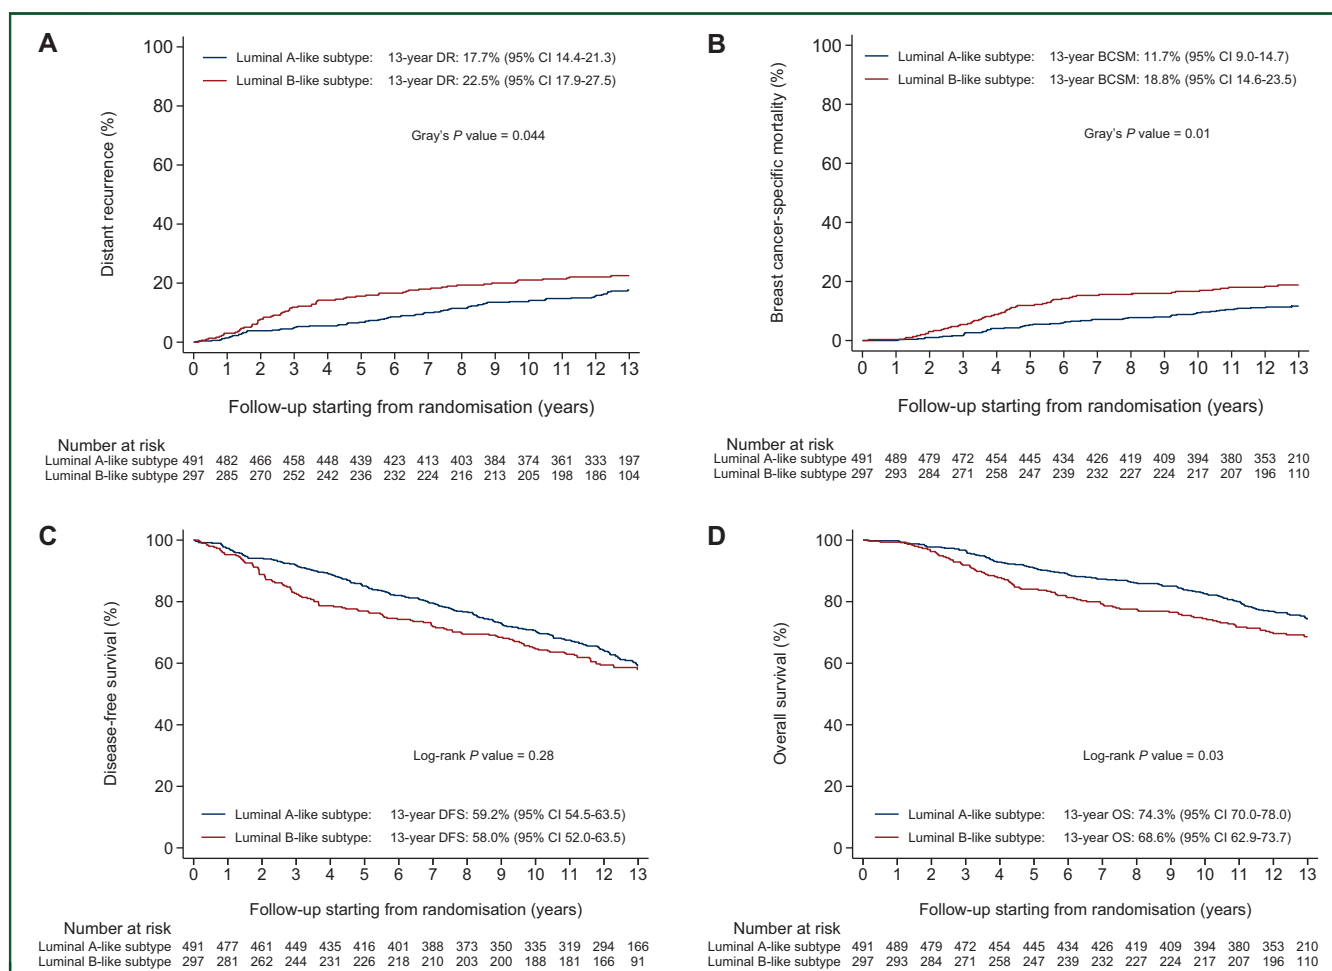 A
100
80
60
40
20
0
Distant recurrence (%)
Luminal A-like subtype: 13-year DR: 17.7% (95% CI 14.4-21.3)
Luminal B-like subtype: 13-year DR: 22.5% (95% CI 17.9-27.5)
Gray's P value = 0.044
0 1 2 3 4 5 6 7 8 9 10 11 12 13
Follow-up starting from randomisation (years)
Number at risk
Luminal A-like subtype 491 482 466 458 448 439 423 413 403 384 374 361 333 197
Luminal B-like subtype 297 285 270 252 242 236 232 224 216 213 205 198 186 104
B
100
80
60
40
20
0
Breast cancer-specific mortality (%)
Luminal A-like subtype: 13-year BCSM: 11.7% (95% CI 9.0-14.7)
Luminal B-like subtype: 13-year BCSM: 18.8% (95% CI 14.6-23.5)
Gray's P value = 0.01
0 1 2 3 4 5 6 7 8 9 10 11 12 13
Follow-up starting from randomisation (years)
Number at risk
Luminal A-like subtype 491 489 479 472 454 445 434 426 419 409 394 380 353 210
Luminal B-like subtype 297 293 284 271 258 247 239 232 227 224 217 207 196 110
C
100
80
60
40
20
0
Disease-free survival (%)
Log-rank P value = 0.28
Luminal A-like subtype: 13-year DFS: 59.2% (95% CI 54.5-63.5)
Luminal B-like subtype: 13-year DFS: 58.0% (95% CI 52.0-63.5)
0 1 2 3 4 5 6 7 8 9 10 11 12 13
Follow-up starting from randomisation (years)
Number at risk
Luminal A-like subtype 491 477 461 449 435 416 401 388 373 350 335 319 294 166
Luminal B-like subtype 297 281 262 244 231 226 218 210 203 200 188 181 166 91
D
100
80
60
40
20
0
Overall survival (%)
Log-rank P value = 0.03
Luminal A-like subtype: 13-year OS: 74.3% (95% CI 70.0-78.0)
Luminal B-like subtype: 13-year OS: 68.6% (95% CI 62.9-73.7)
0 1 2 3 4 5 6 7 8 9 10 11 12 13
Follow-up starting from randomisation (years)
Number at risk
Luminal A-like subtype 491 489 479 472 454 445 434 426 419 409 394 380 353 210
Luminal B-like subtype 297 293 284 271 258 247 239 232 227 224 217 207 196 110